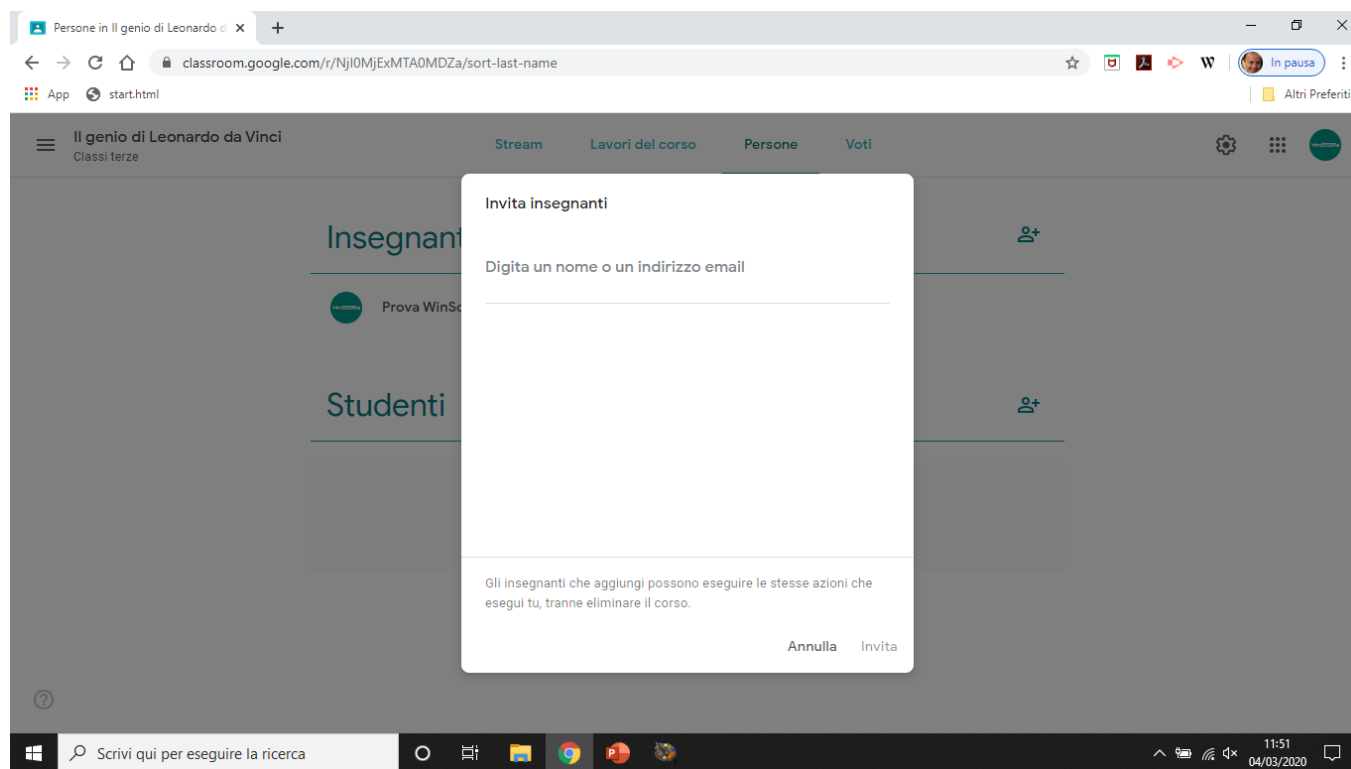 Persone in Il genio di Leonardo d
classroom.google.com/r/NjI0MjExMTA0MDZa/sort-last-name
In pausa
App start.html Altri Preferiti
Il genio di Leonardo da Vinci
Classi terze
Stream Lavori del corso Persone Voti
Invita insegnanti
Insegnant
Digita un nome o un indirizzo email
Prova WinSc
Studenti
Gli insegnanti che aggiungi possono eseguire le stesse azioni che
esegui tu, tranne eliminare il corso.
Annulla Invita
Scrivi qui per eseguire la ricerca
11:51
04/03/2020